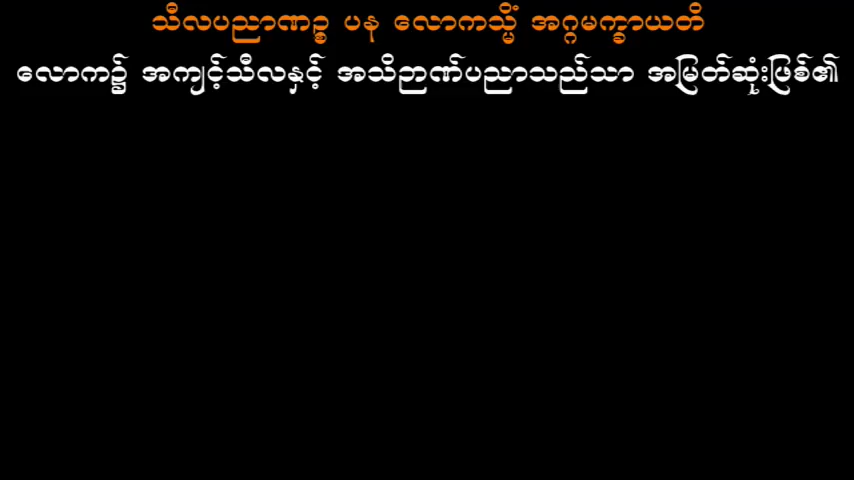 သီလပညာဏဉ္စ ပန လောကသ္မိံ အဂ္ဂမက္ခာယတိ
လောက၌ အကျင့်သီလနှင့် အသိဉာဏ်ပညာသည်သာ အမြတ်ဆုံးဖြစ်၏